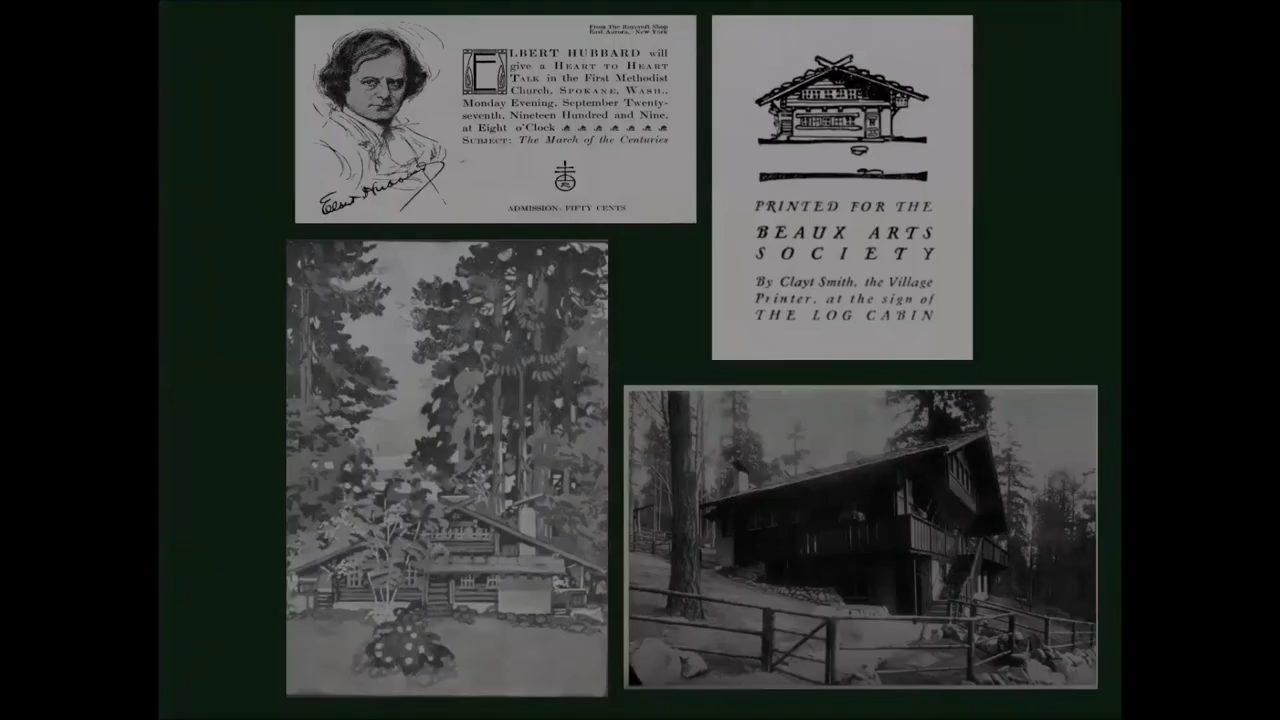 From The Roycroft Shop
East Aurora, New York
ELBERT HUBBARD will
give a HEART TO HEART
TALK in the First Methodist
Church, SPOKANE, WASH.,
Monday Evening, September Twenty-
seventh, Nineteen Hundred and Nine,
at Eight o'Clock
SUBJECT: The March of the Centuries
Elbert Hubbard
R
ADMISSION: FIFTY CENTS
PRINTED FOR THE
BEAUX ARTS
SOCIETY
By Clayt Smith, the Village
Printer, at the sign of
THE LOG CABIN